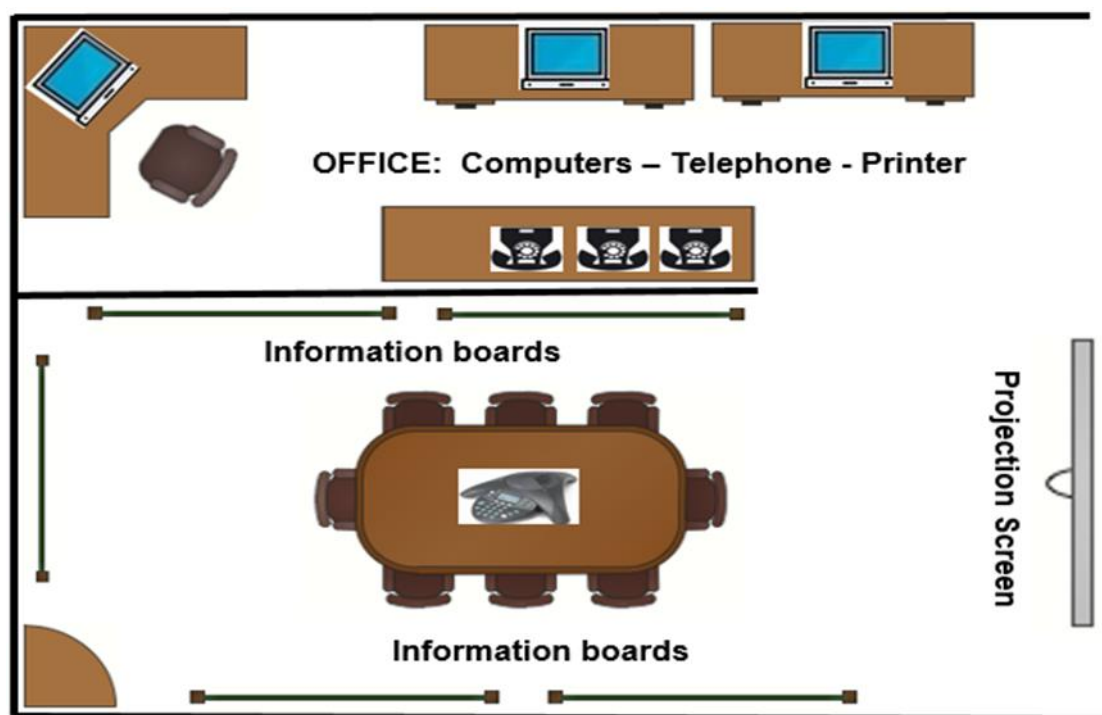 OFFICE:  Computers – Telephone - Printer
Information boards
Projection Screen
Information boards